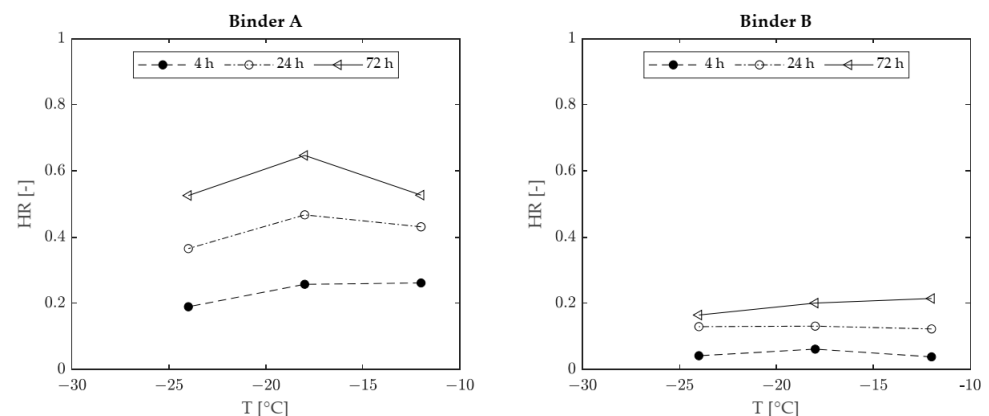 Binder A
4 h 24 h 72 h
1
0.8
0.6
0.4
0.2
0
HR [-]
−30 −25 −20 −15 −10
T [°C]
Binder B
4 h 24 h 72 h
1
0.8
0.6
0.4
0.2
0
HR [-]
−30 −25 −20 −15 -10
T [°C]